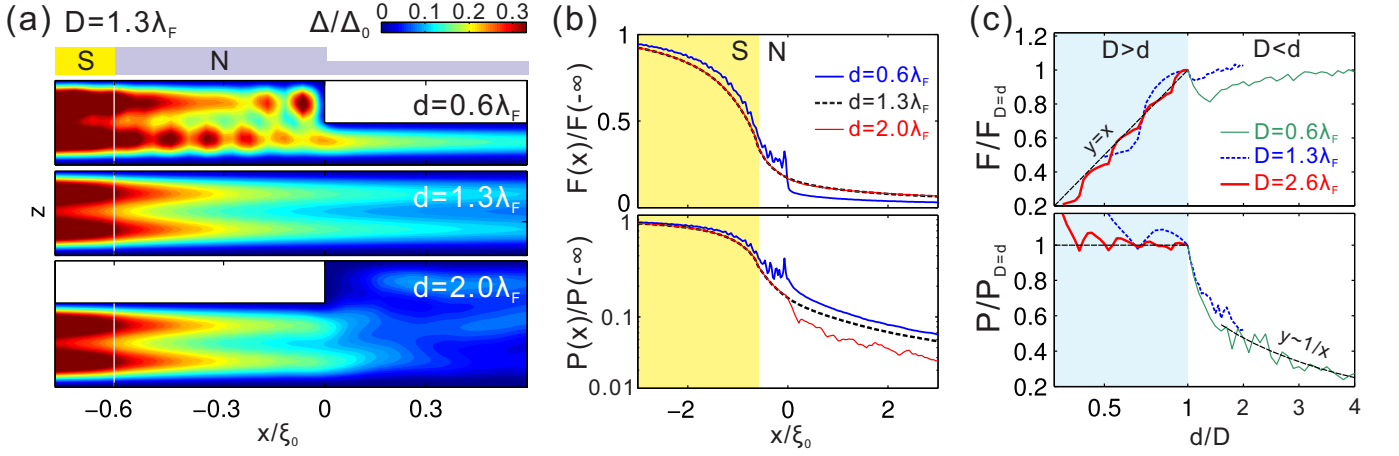 (a) D=1.3λF Δ/Δ0 0 0.1 0.2 0.3
S N
d=0.6λF
d=1.3λF
d=2.0λF
z
−0.6 −0.3 0 0.3
x/ξ0
(b)
S N
d=0.6λF
d=1.3λF
d=2.0λF
F(x)/F(-∞)
1
0.5
0
P(x)/P(-∞)
1
0.1
0.01
−2 0 2
x/ξ0
(c)
D>d D<d
y=x
D=0.6λF
D=1.3λF
D=2.6λF
F/FD=d
1.2
1
0.8
0.6
0.4
0.2
y~1/x
P/PD=d
1
0.8
0.6
0.4
0.2
0.5 1 2 3 4
d/D